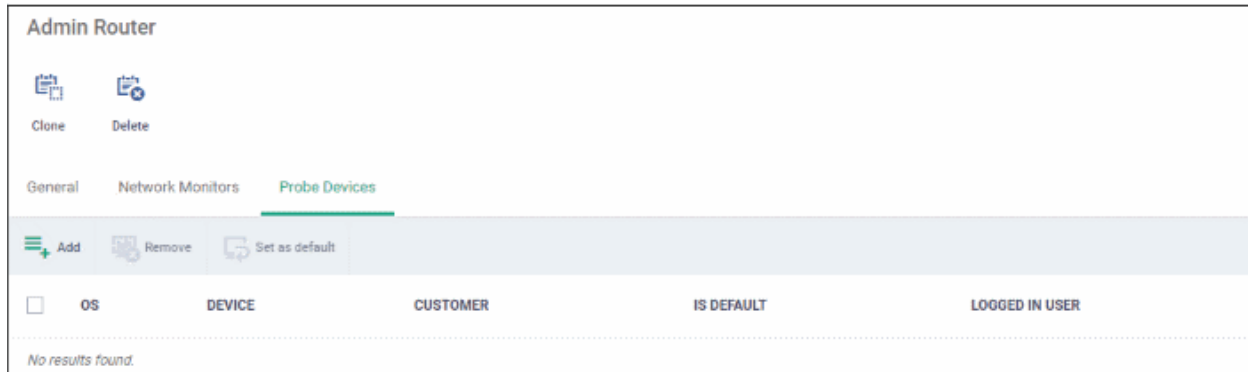 Admin Router
Clone Delete
General Network Monitors Probe Devices
Add Remove Set as default
OS DEVICE CUSTOMER IS DEFAULT LOGGED IN USER
No results found.